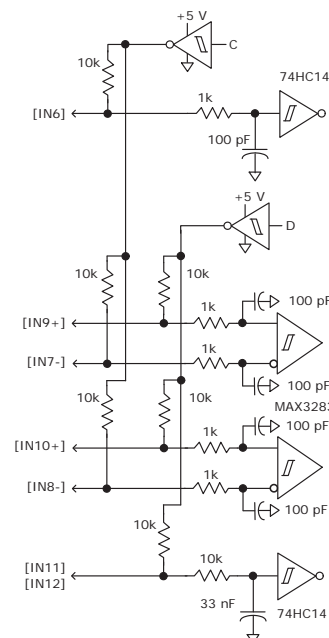 +5 V
C
10k
74HC14
1k
[IN6]
100 pF
+5 V
D
10k
10k
1k
100 pF
[IN9+]
1k
[IN7-]
100 pF
MAX3283
10k
10k
100 pF
1k
[IN10+]
1k
[IN8-]
100 pF
10k
[IN11]
[IN12]
10k
33 nF
74HC14